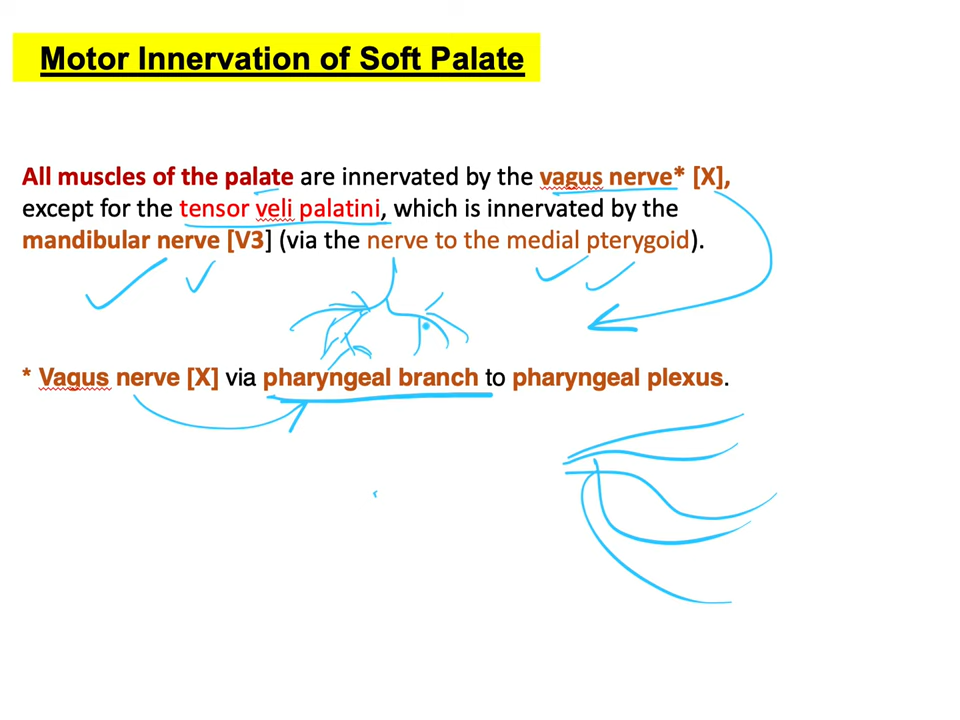 Motor Innervation of Soft Palate
All muscles of the palate are innervated by the vagus nerve* [X],
except for the tensor veli palatini, which is innervated by the
mandibular nerve [V3] (via the nerve to the medial pterygoid).
* Vagus nerve [X] via pharyngeal branch to pharyngeal plexus.